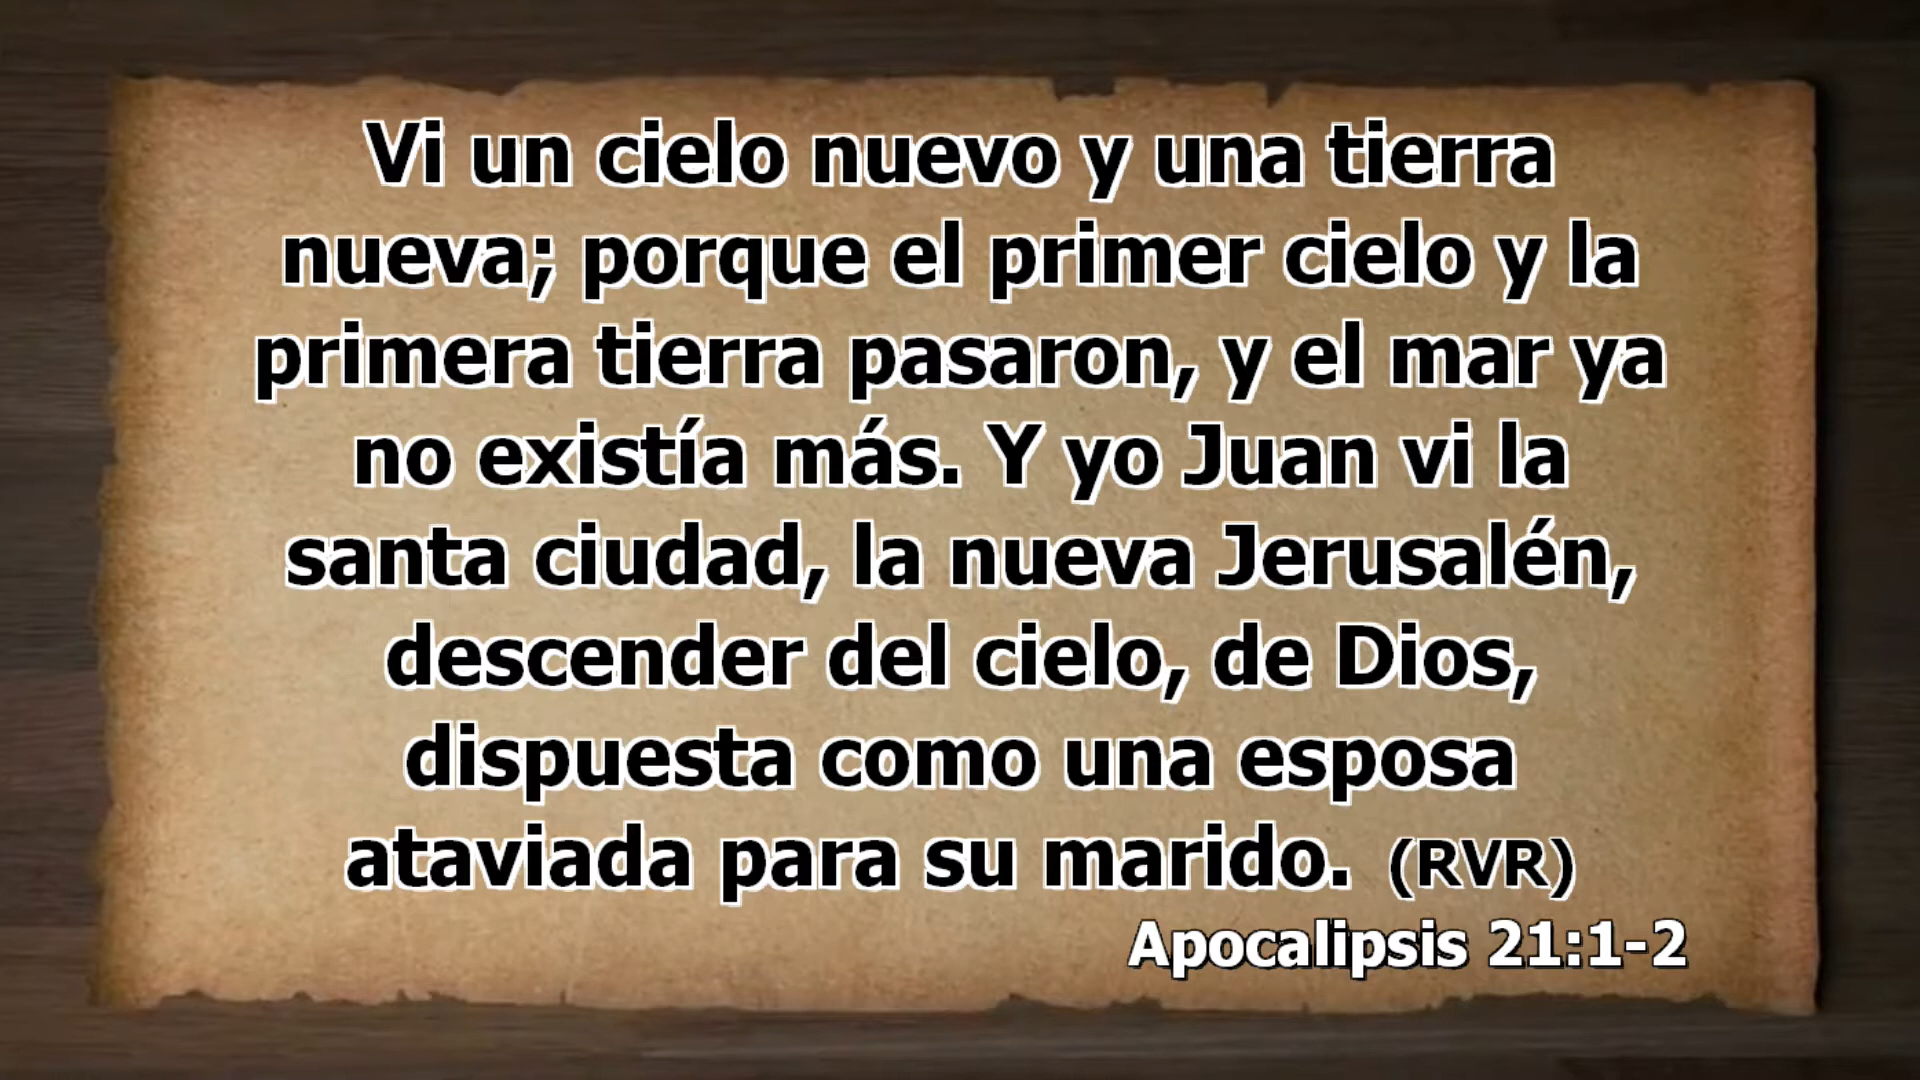 Vi un cielo nuevo y una tierra
nueva; porque el primer cielo y la
primera tierra pasaron, y el mar ya
no existía más. Y yo Juan vi la
santa ciudad, la nueva Jerusalén,
descender del cielo, de Dios,
dispuesta como una esposa
ataviada para su marido. (RVR)
Apocalipsis 21:1-2